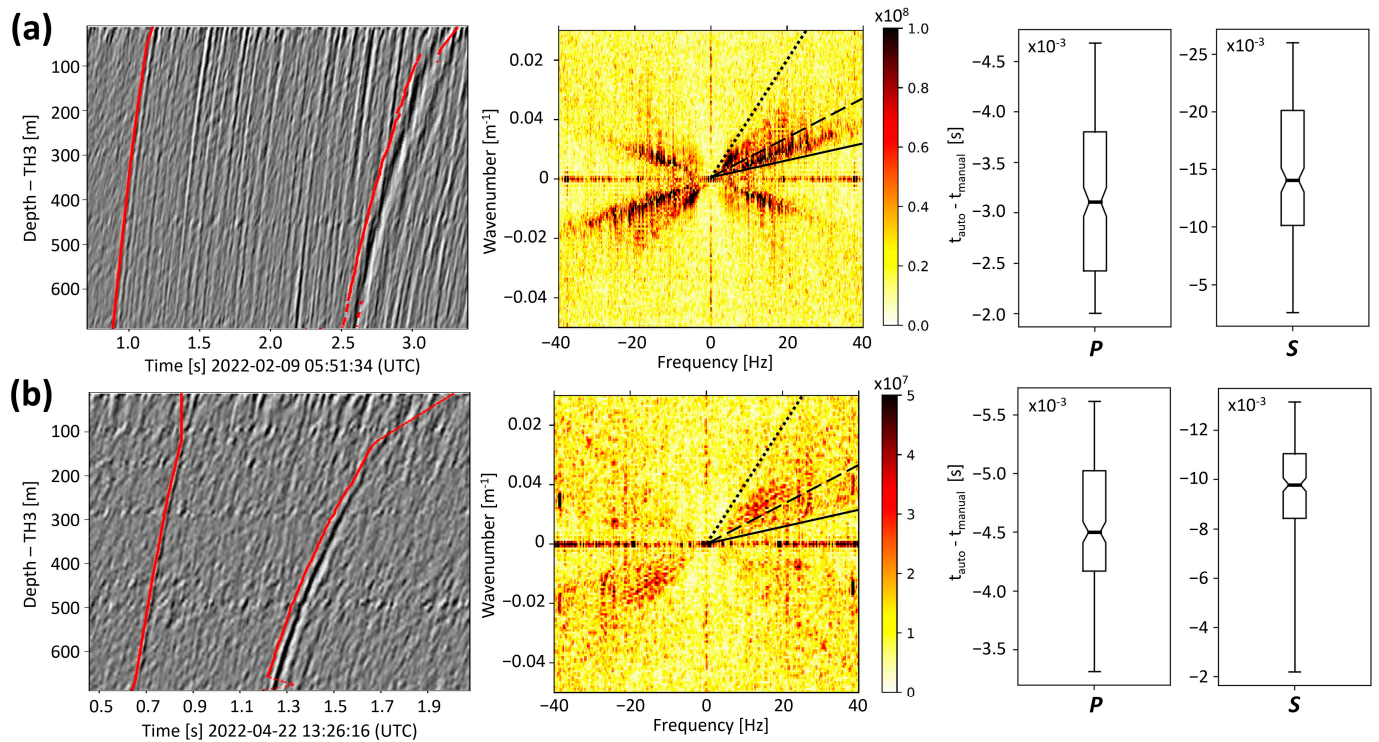 (a)
Depth – TH3 [m]
100
200
300
400
500
600
1.0 1.5 2.0 2.5 3.0
Time [s] 2022-02-09 05:51:34 (UTC)
Wavenumber [m⁻¹]
0.02
0.04
0
−0.02
−0.04
−40 −20 0 20 40
Frequency [Hz]
x10⁸
1.0
0.8
0.6
0.4
0.2
0.0
t_auto - t_manual [s]
x10⁻³
−4.5
−4.0
−3.5
−3.0
−2.5
−2.0
P
x10⁻³
−25
−20
−15
−10
−5
S
(b)
Depth – TH3 [m]
100
200
300
400
500
600
0.5 0.7 0.9 1.1 1.3 1.5 1.7 1.9
Time [s] 2022-04-22 13:26:16 (UTC)
Wavenumber [m⁻¹]
0.02
0.04
0
−0.02
−0.04
−40 −20 0 20 40
Frequency [Hz]
x10⁷
5
4
3
2
1
0
t_auto - t_manual [s]
x10⁻³
−5.5
−5.0
−4.5
−4.0
−3.5
P
x10⁻³
−12
−10
−8
−6
−4
−2
S